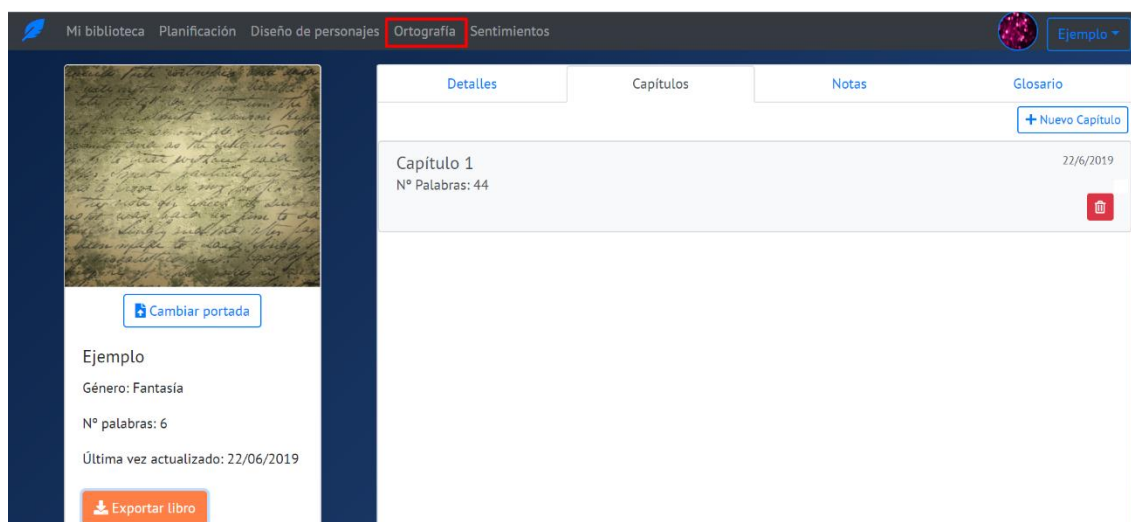 Mi biblioteca Planificación Diseño de personajes Ortografía Sentimientos
Ejemplo
Detalles Capítulos Notas Glosario
+ Nuevo Capítulo
Capítulo 1
22/6/2019
Nº Palabras: 44
Cambiar portada
Ejemplo
Género: Fantasía
Nº palabras: 6
Última vez actualizado: 22/06/2019
Exportar libro